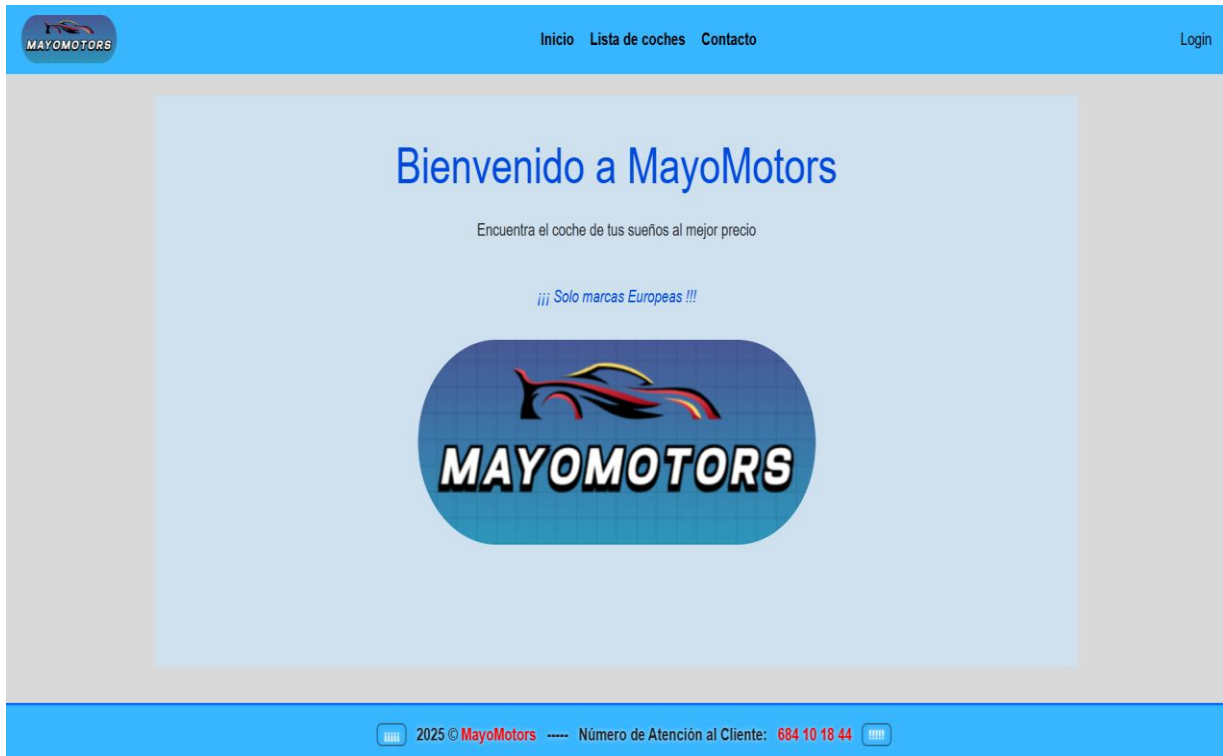 MAYOMOTORS
Inicio Lista de coches Contacto
Login
Bienvenido a MayoMotors
Encuentra el coche de tus sueños al mejor precio
¡¡¡ Solo marcas Europeas !!!
MAYOMOTORS
¡¡¡¡¡ 2025 © MayoMotors ----- Número de Atención al Cliente: 684 10 18 44 !!!!!